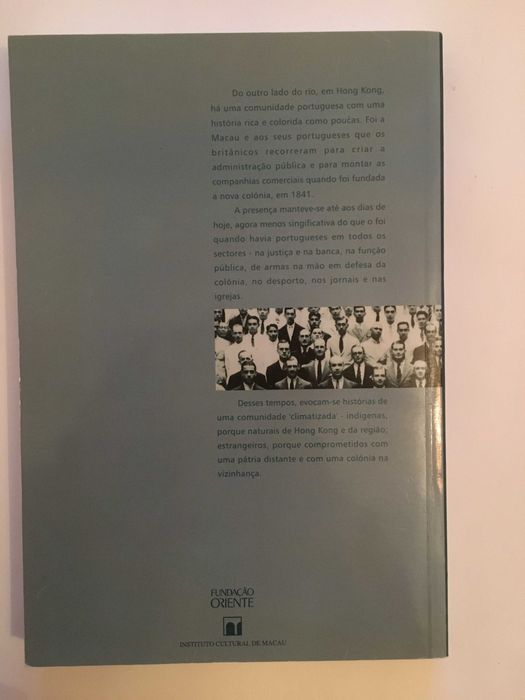 Do outro lado do rio, em Hong Kong,
há uma comunidade portuguesa com uma
história rica e colorida como poucas. Foi a
Macau e aos seus portugueses que os
britânicos recorreram para criar a
administração pública e para montar as
companhias comerciais quando foi fundada
a nova colónia, em 1841.
A presença manteve-se até aos dias de
hoje, agora menos singificativa do que o foi
quando havia portugueses em todos os
sectores - na justiça e na banca, na função
pública, de armas na mão em defesa da
colónia, no desporto, nos jornais e nas
igrejas.
Desses tempos, evocam-se histórias de
uma comunidade 'climatizada' - indígenas,
porque naturais de Hong Kong e da região;
estrangeiros, porque comprometidos com
uma pátria distante e com uma colónia na
vizinhança.
FUNDAÇÃO
ORIENTE
INSTITUTO CULTURAL DE MACAU